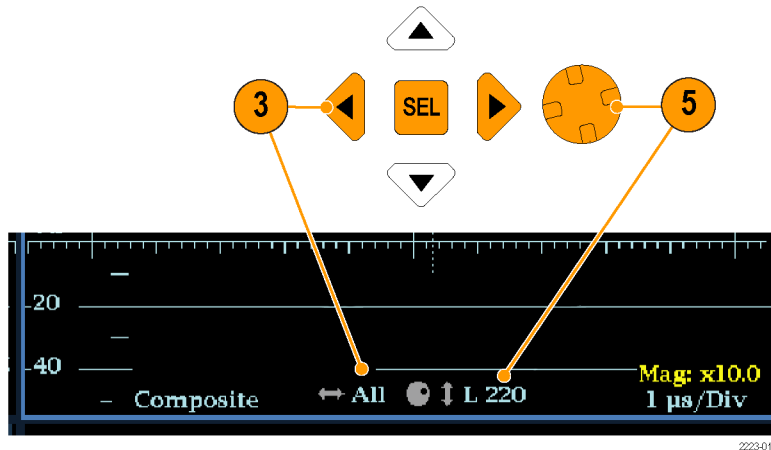 3
SEL
5
-20
-40
Mag: x10.0
Composite
All
L 220
1 µs/Div
2223-01